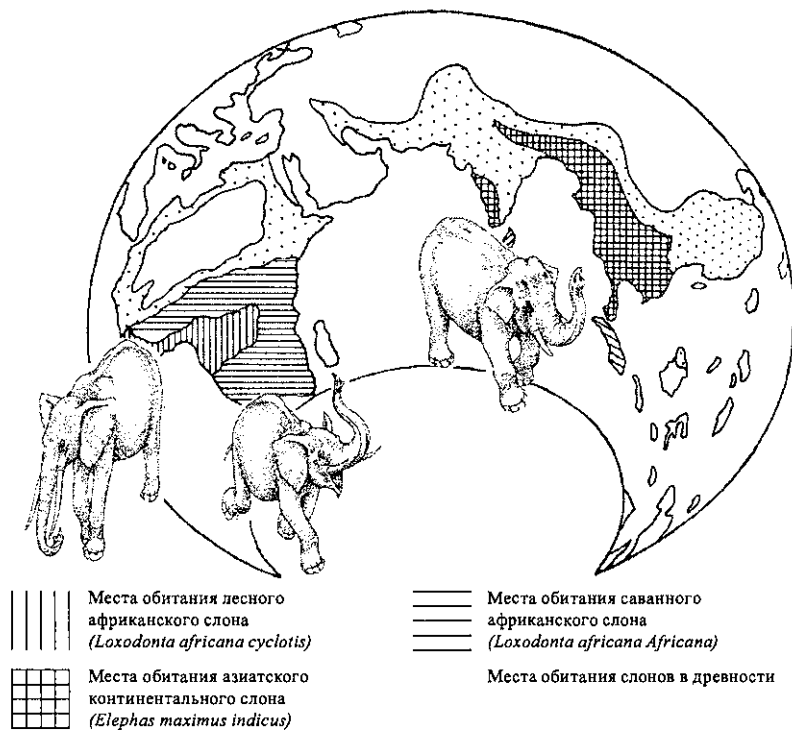 Места обитания лесного
африканского слона
(Loxodonta africana cyclotis)
Места обитания азиатского
континентального слона
(Elephas maximus indicus)
Места обитания саванного
африканского слона
(Loxodonta africana Africana)
Места обитания слонов в древности